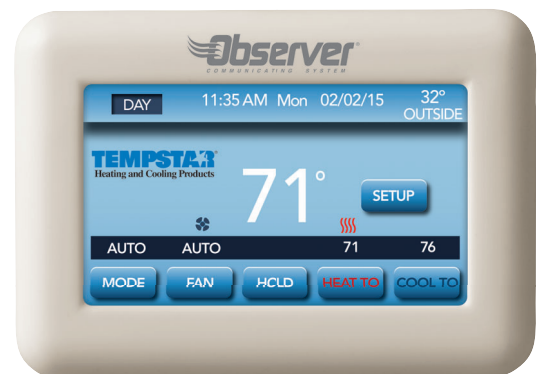 Observer
COMMUNICATING SYSTEM
DAY 11:35 AM Mon 02/02/15 32°
OUTSIDE
TEMPSTAR®
Heating and Cooling Products
71°
SETUP
AUTO AUTO 71 76
MODE FAN HOLD HEAT TO COOL TO